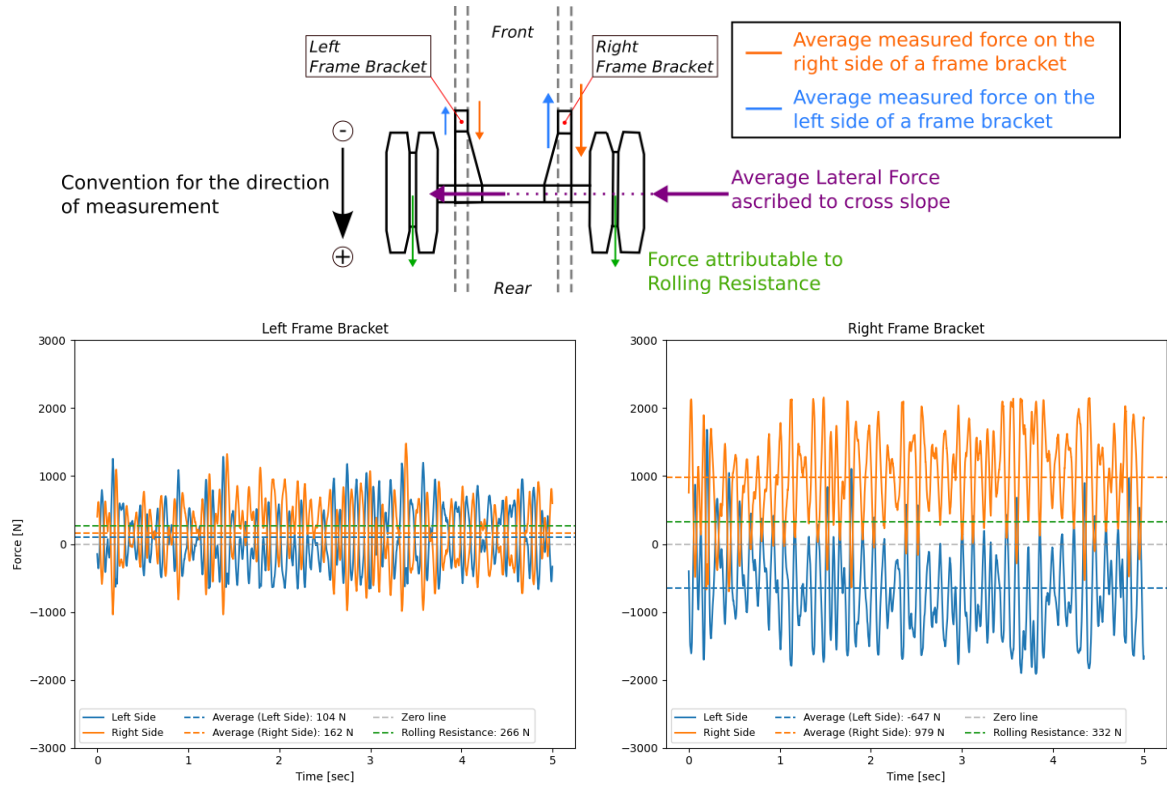 Front
Left
Frame Bracket
Right
Frame Bracket
Average measured force on the
right side of a frame bracket
Average measured force on the
left side of a frame bracket
-
Convention for the direction
of measurement
+
Average Lateral Force
ascribed to cross slope
Force attributable to
Rolling Resistance
Rear
Left Frame Bracket
3000
2000
1000
0
−1000
−2000
−3000
Force [N]
Left Side
Right Side
Average (Left Side): 104 N
Average (Right Side): 162 N
Zero line
Rolling Resistance: 266 N
0 1 2 3 4 5
Time [sec]
Right Frame Bracket
3000
2000
1000
0
−1000
−2000
−3000
Left Side
Right Side
Average (Left Side): -647 N
Average (Right Side): 979 N
Zero line
Rolling Resistance: 332 N
0 1 2 3 4 5
Time [sec]